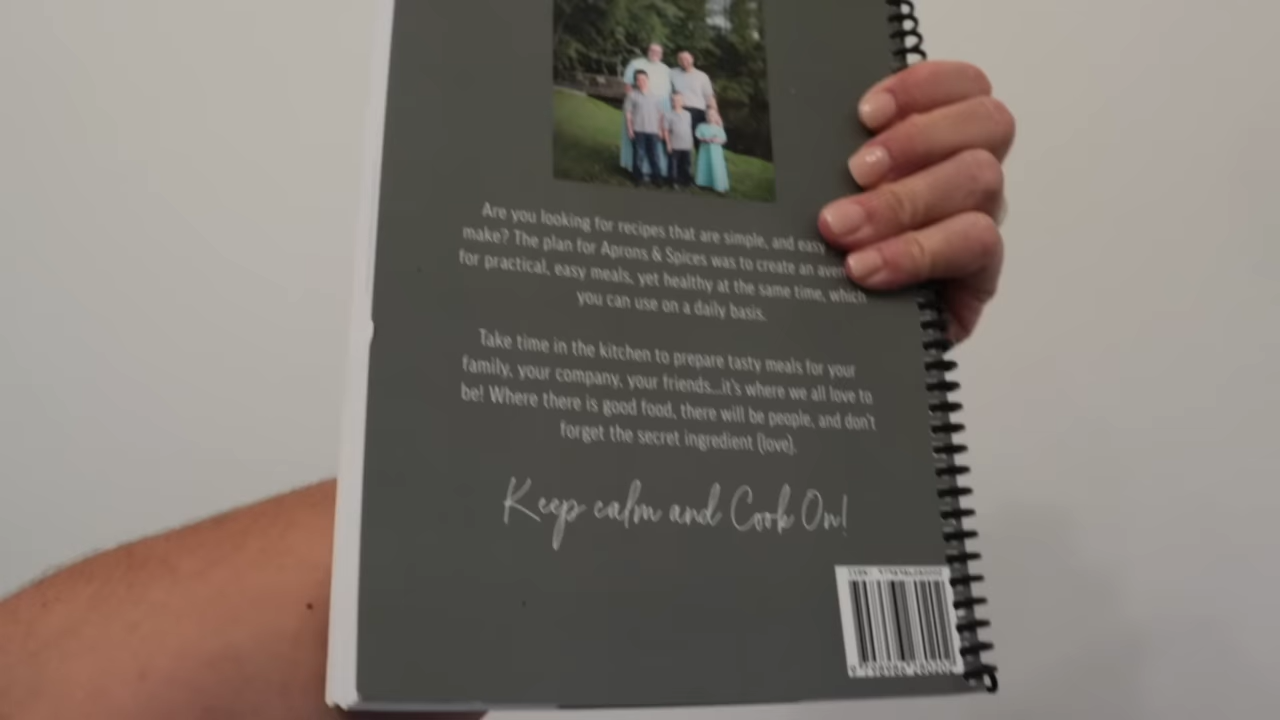 Are you looking for recipes that are simple, and easy
make? The plan for Aprons & Spices was to create an
for practical, easy meals, yet healthy at the same time, which
you can use on a daily basis.
Take time in the kitchen to prepare tasty meals for your
family, your company, your friends...it's where we all love to
be! Where there is good food, there will be people, and don't
forget the secret ingredient (love).
Keep calm and Cook On!